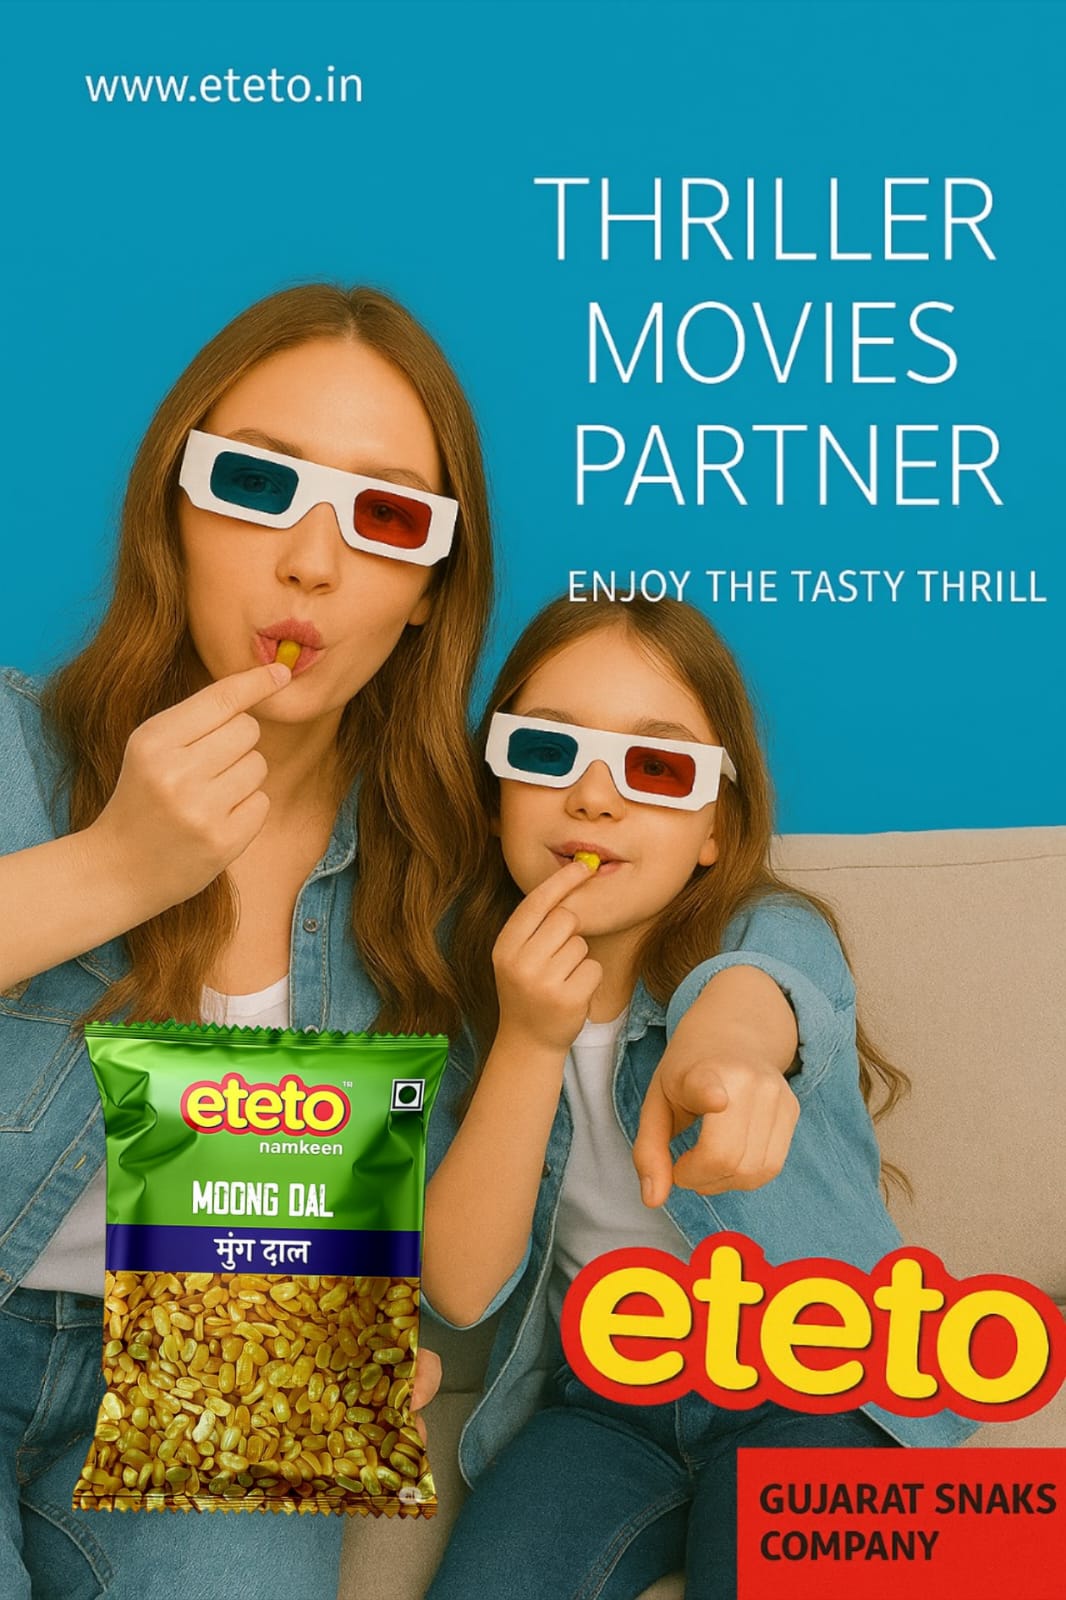 www.eteto.in
THRILLER
MOVIES
PARTNER
ENJOY THE TASTY THRILL
eteto
namkeen
MOONG DAL
मुंग दाल
eteto
GUJARAT SNAKS
COMPANY